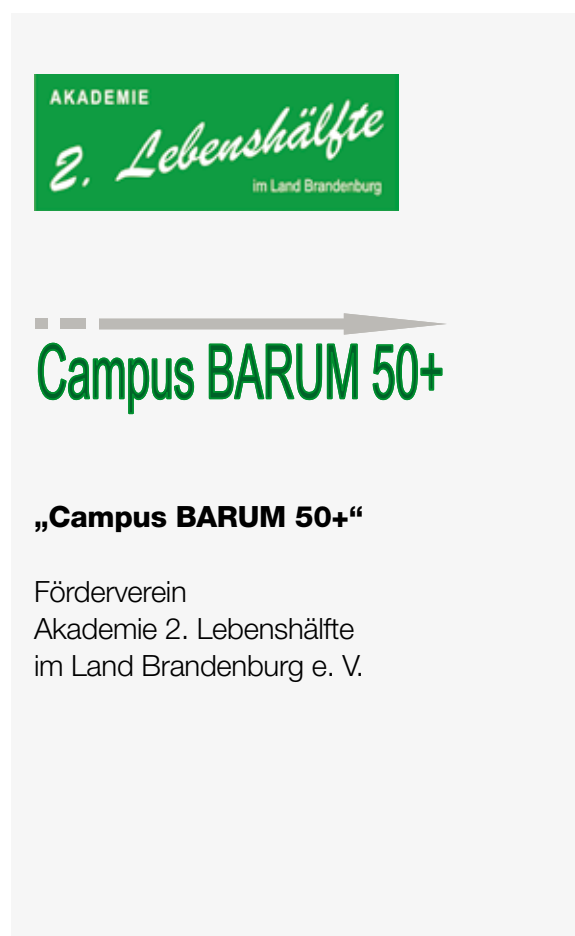 AKADEMIE
2. Lebenshälfte
im Land Brandenburg
Campus BARUM 50+
„Campus BARUM 50+“
Förderverein
Akademie 2. Lebenshälfte
im Land Brandenburg e. V.